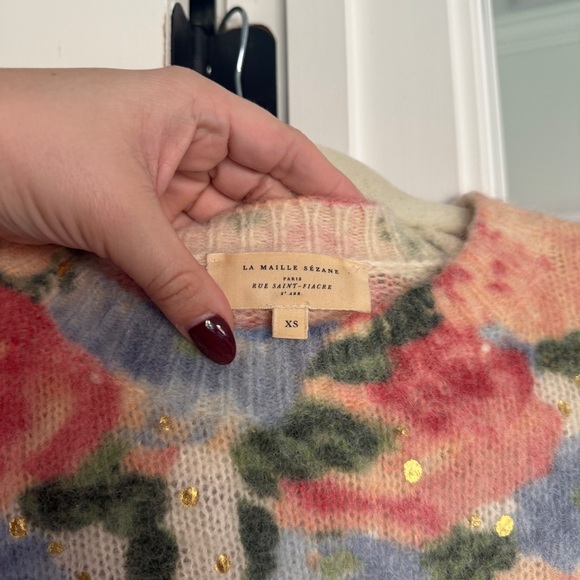 LA MAILLE SÉZANE
PARIS
RUE SAINT-FIACRE
2e ARR.
XS